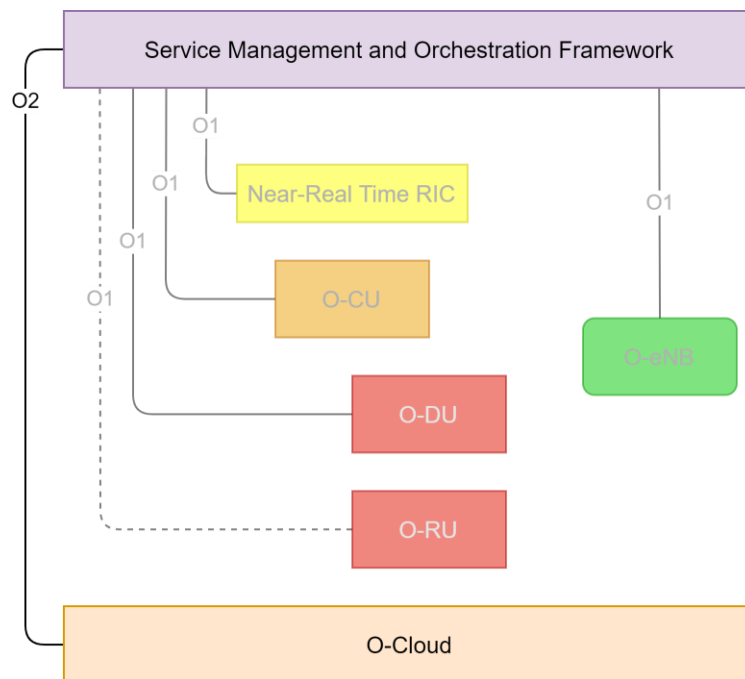 Service Management and Orchestration Framework
O2
O1
Near-Real Time RIC
O1
O1
O-CU
O1
O1
O-eNB
O-DU
O-RU
O-Cloud